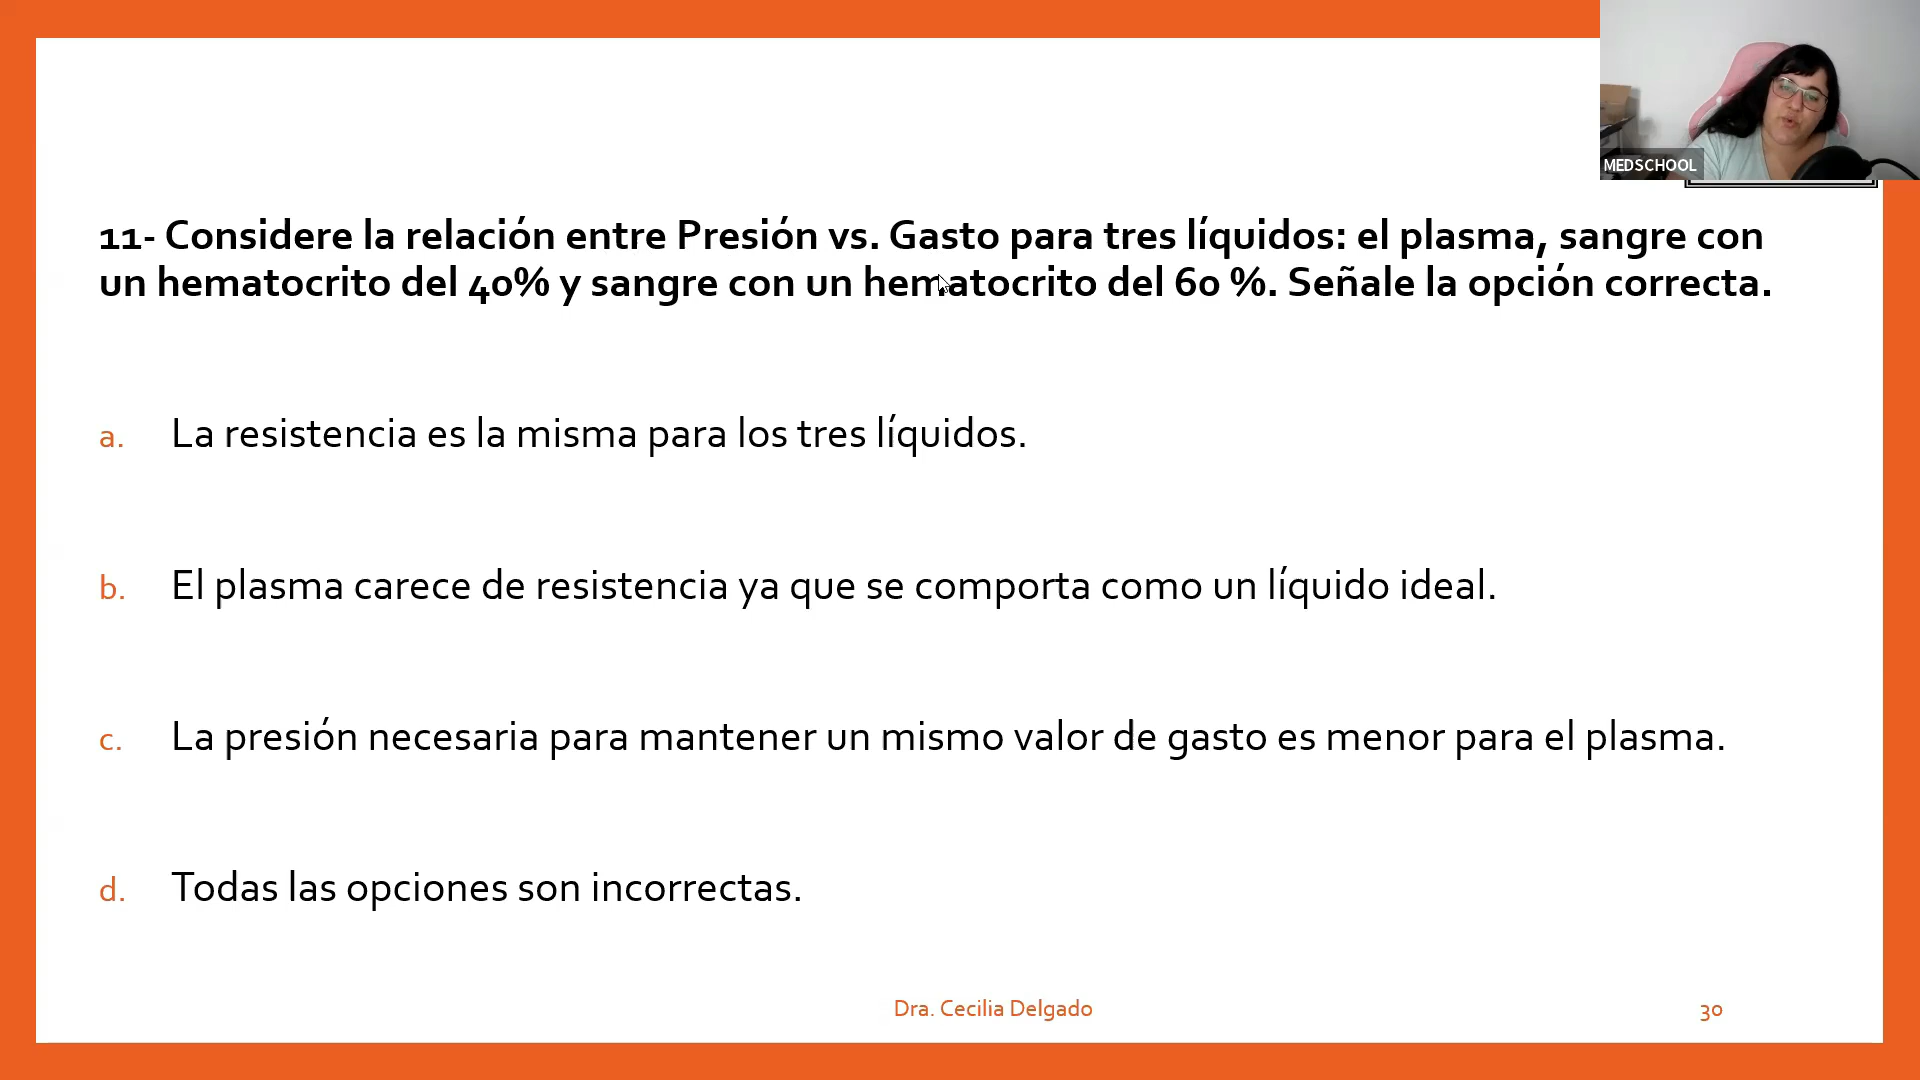 MEDSCHOOL
11- Considere la relación entre Presión vs. Gasto para tres líquidos: el plasma, sangre con
un hematocrito del 40% y sangre con un hematocrito del 60 %. Señale la opción correcta.
a. La resistencia es la misma para los tres líquidos.
b. El plasma carece de resistencia ya que se comporta como un líquido ideal.
c. La presión necesaria para mantener un mismo valor de gasto es menor para el plasma.
d. Todas las opciones son incorrectas.
Dra. Cecilia Delgado
30